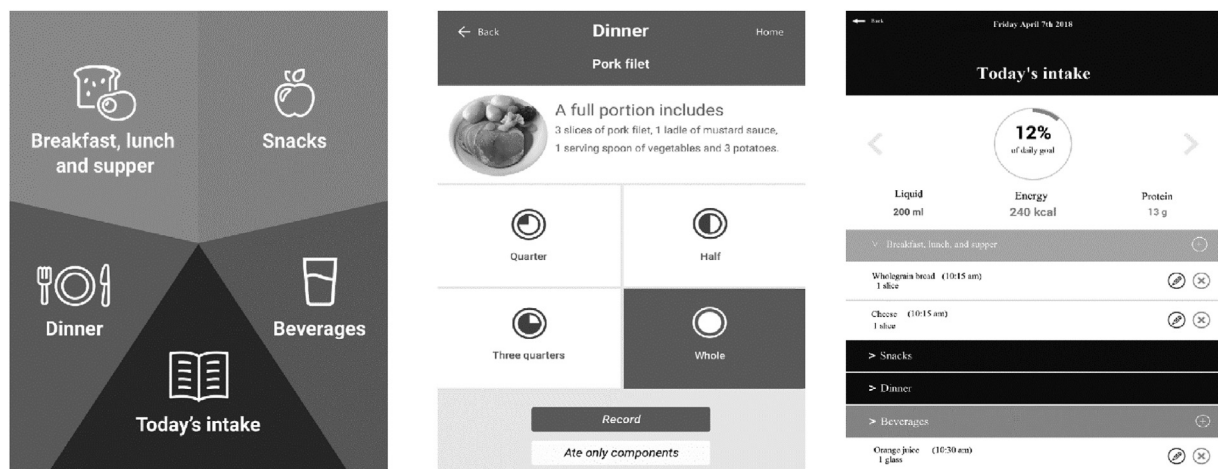 Breakfast, lunch
and supper
Snacks
Dinner
Beverages
Today's intake
← Back
Dinner
Home
Pork filet
A full portion includes
3 slices of pork filet, 1 ladle of mustard sauce,
1 serving spoon of vegetables and 3 potatoes.
Quarter
Half
Three quarters
Whole
Record
Ate only components
← Back
Friday April 7th 2018
Today's intake
12%
of daily goal
Liquid
Energy
Protein
200 ml
240 kcal
13 g
Breakfast, lunch, and supper
Wholegrain bread (10:15 am)
1 slice
Cheese (10:15 am)
1 slice
> Snacks
> Dinner
> Beverages
Orange juice (10:30 am)
1 glass